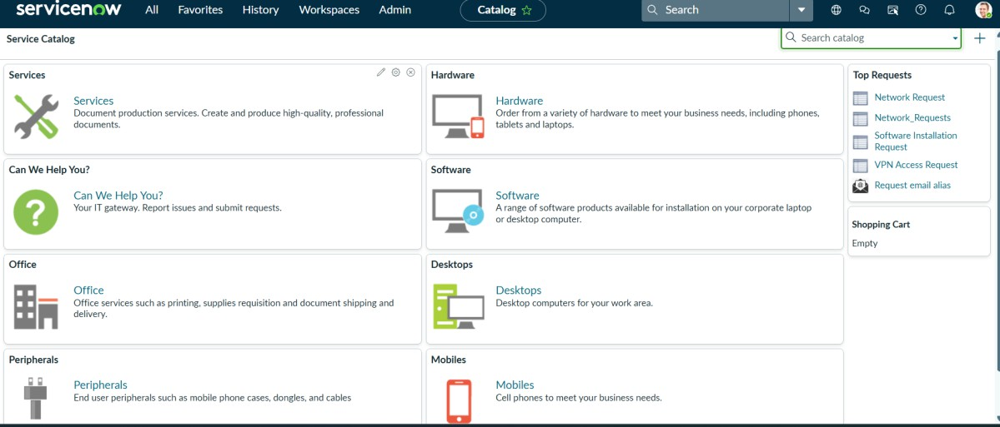 servicenow All Favorites History Workspaces Admin Catalog Search
Service Catalog Search catalog
Services
Services
Document production services. Create and produce high-quality, professional
documents.
Hardware
Hardware
Order from a variety of hardware to meet your business needs, including phones,
tablets and laptops.
Can We Help You?
Can We Help You?
Your IT gateway. Report issues and submit requests.
Software
Software
A range of software products available for installation on your corporate laptop
or desktop computer.
Office
Office
Office services such as printing, supplies requisition and document shipping and
delivery.
Desktops
Desktops
Desktop computers for your work area.
Peripherals
Peripherals
End user peripherals such as mobile phone cases, dongles, and cables
Mobiles
Mobiles
Cell phones to meet your business needs.
Top Requests
Network Request
Network_Requests
Software Installation
Request
VPN Access Request
Request email alias
Shopping Cart
Empty